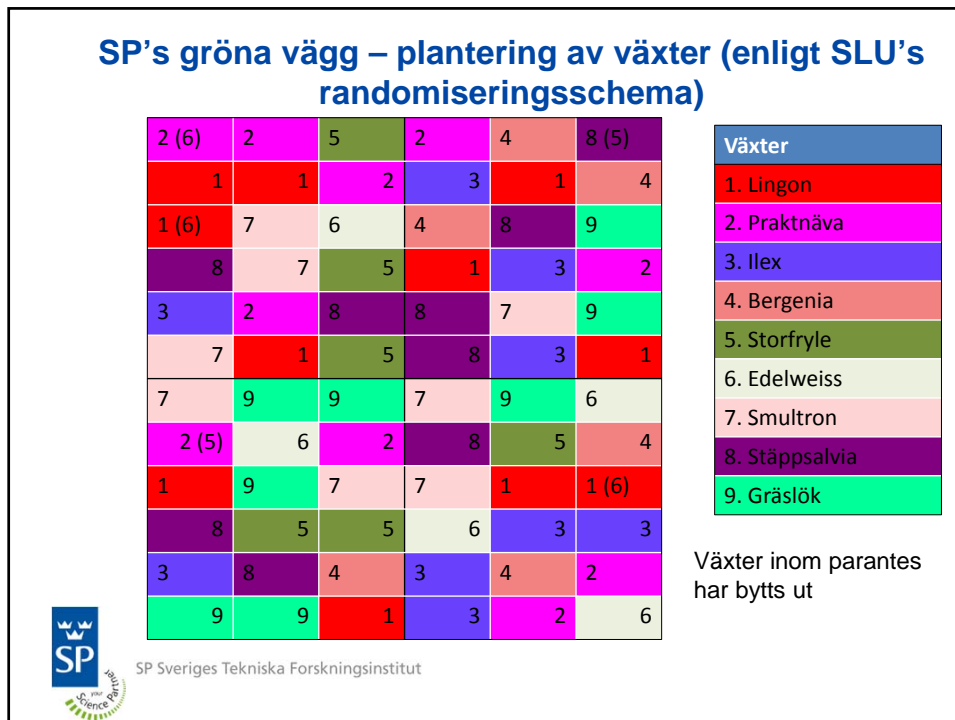 SP’s gröna vägg – plantering av växter (enligt SLU’s
randomiseringsschema)
2 (6) 2 5 2 4 8 (5)
1 1 2 3 1 4
1 (6) 7 6 4 8 9
8 7 5 1 3 2
3 2 8 8 7 9
7 1 5 8 3 1
7 9 9 7 9 6
2 (5) 6 2 8 5 4
1 9 7 7 1 1 (6)
8 5 5 6 3 3
3 8 4 3 4 2
9 9 1 3 2 6
Växter
1. Lingon
2. Praktnäva
3. Ilex
4. Bergenia
5. Storfryle
6. Edelweiss
7. Smultron
8. Stäppsalvia
9. Gräslök
Växter inom parantes
har bytts ut
SP
your
Science Partner
SP Sveriges Tekniska Forskningsinstitut